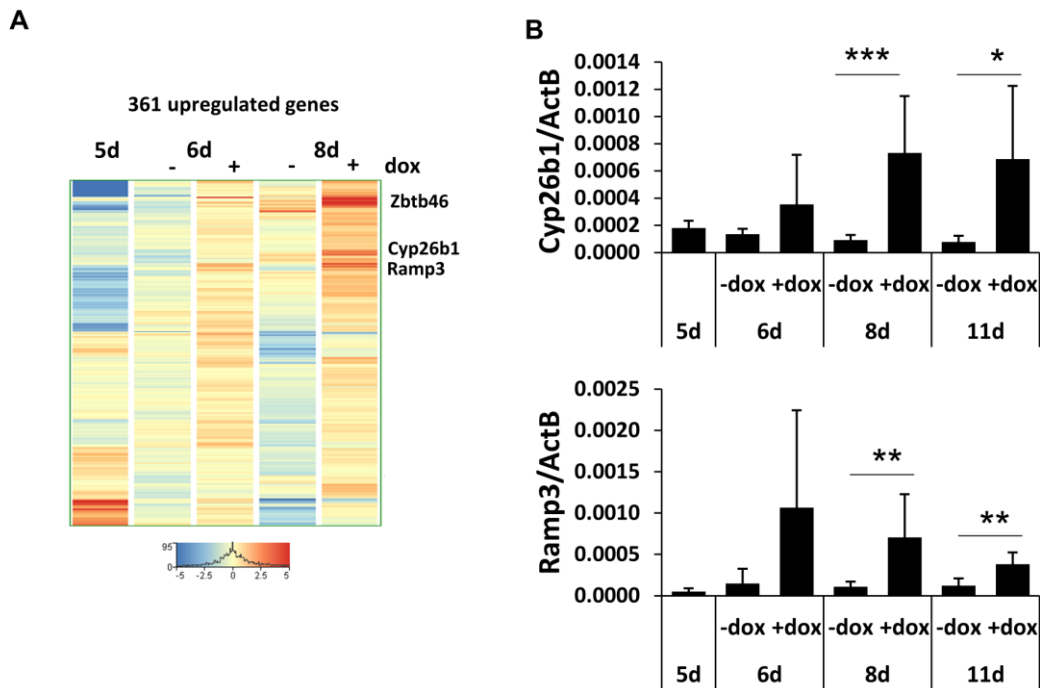 A
361 upregulated genes
5d 6d 8d
- + - + dox
Zbtb46
Cyp26b1
Ramp3
95
0
-5 -2.5 0 2.5 5
B
Cyp26b1/ActB
0.0014
0.0012
0.0010
0.0008
0.0006
0.0004
0.0002
0.0000
*** *
-dox +dox -dox +dox -dox +dox
5d 6d 8d 11d
Ramp3/ActB
0.0025
0.0020
0.0015
0.0010
0.0005
0.0000
** **
-dox +dox -dox +dox -dox +dox
5d 6d 8d 11d